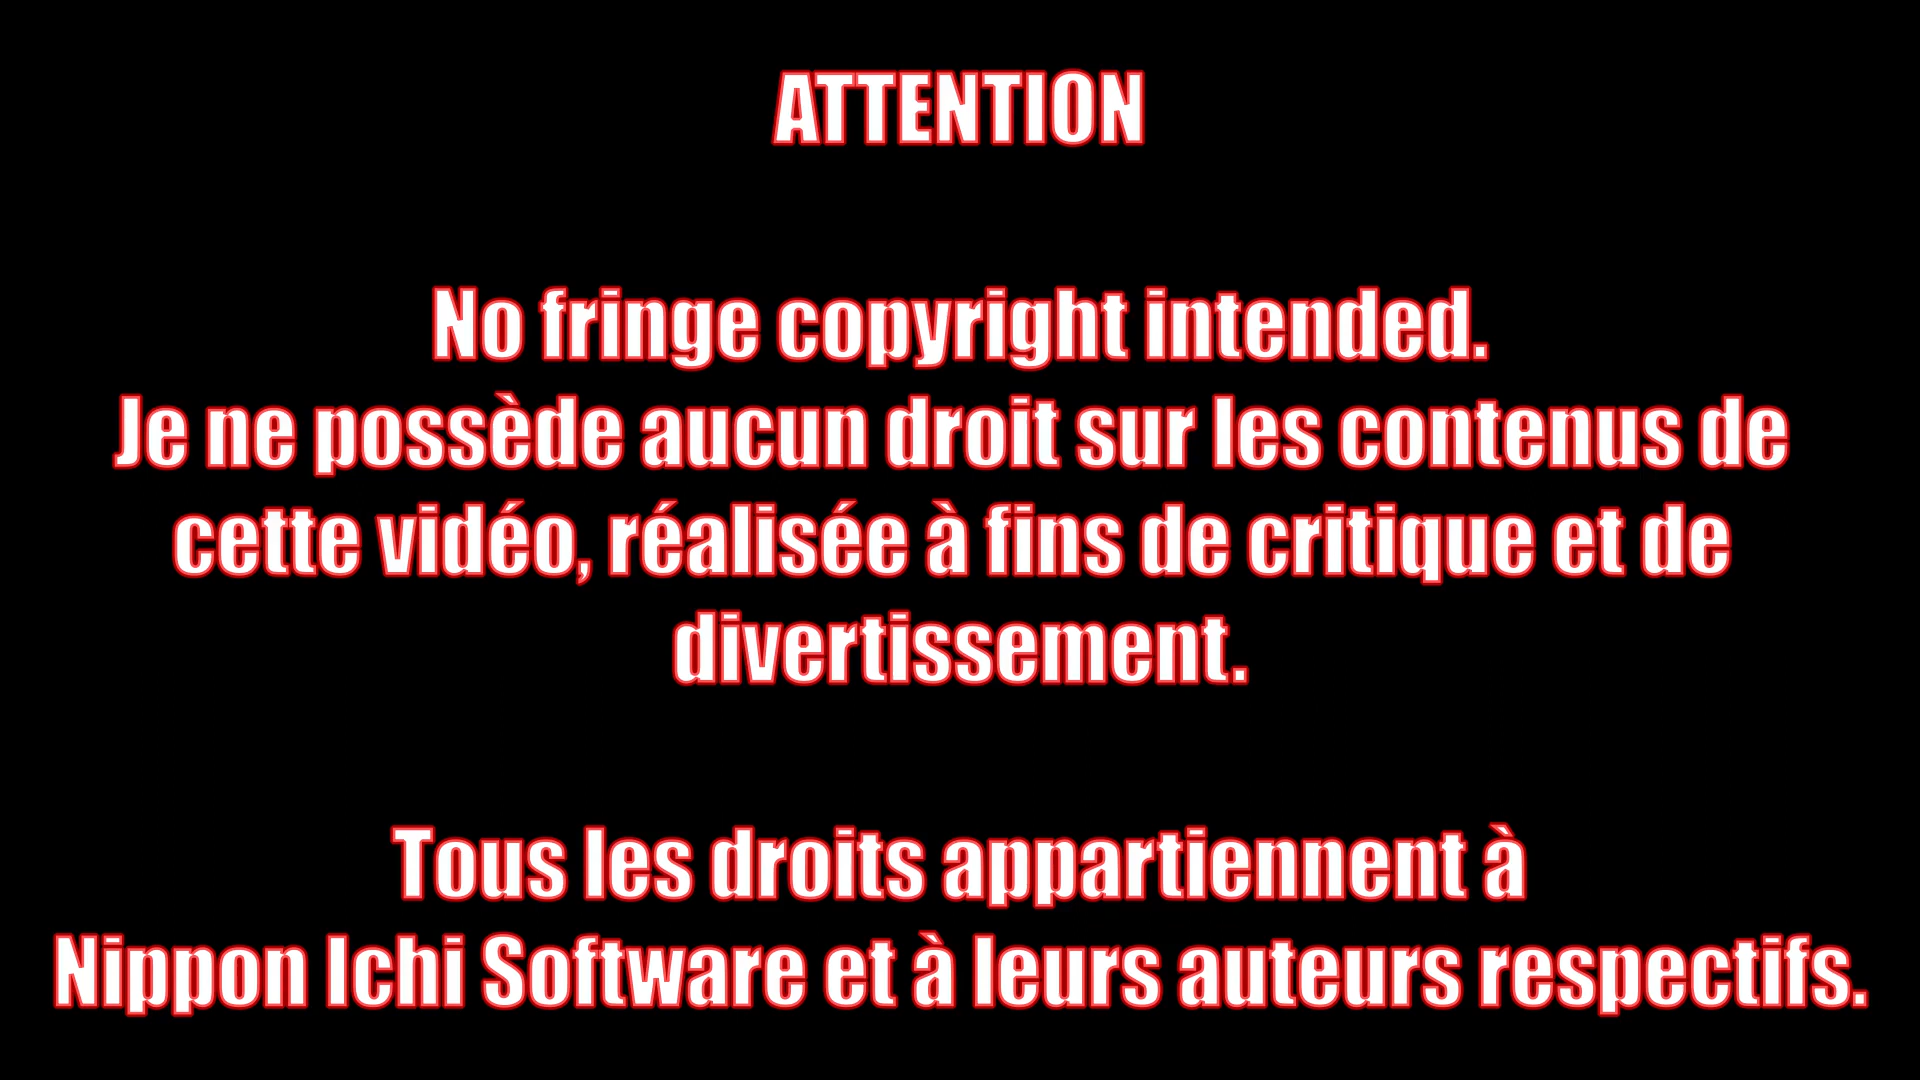 ATTENTION
No fringe copyright intended.
Je ne possède aucun droit sur les contenus de
cette vidéo, réalisée à fins de critique et de
divertissement.
Tous les droits appartiennent à
Nippon Ichi Software et à leurs auteurs respectifs.